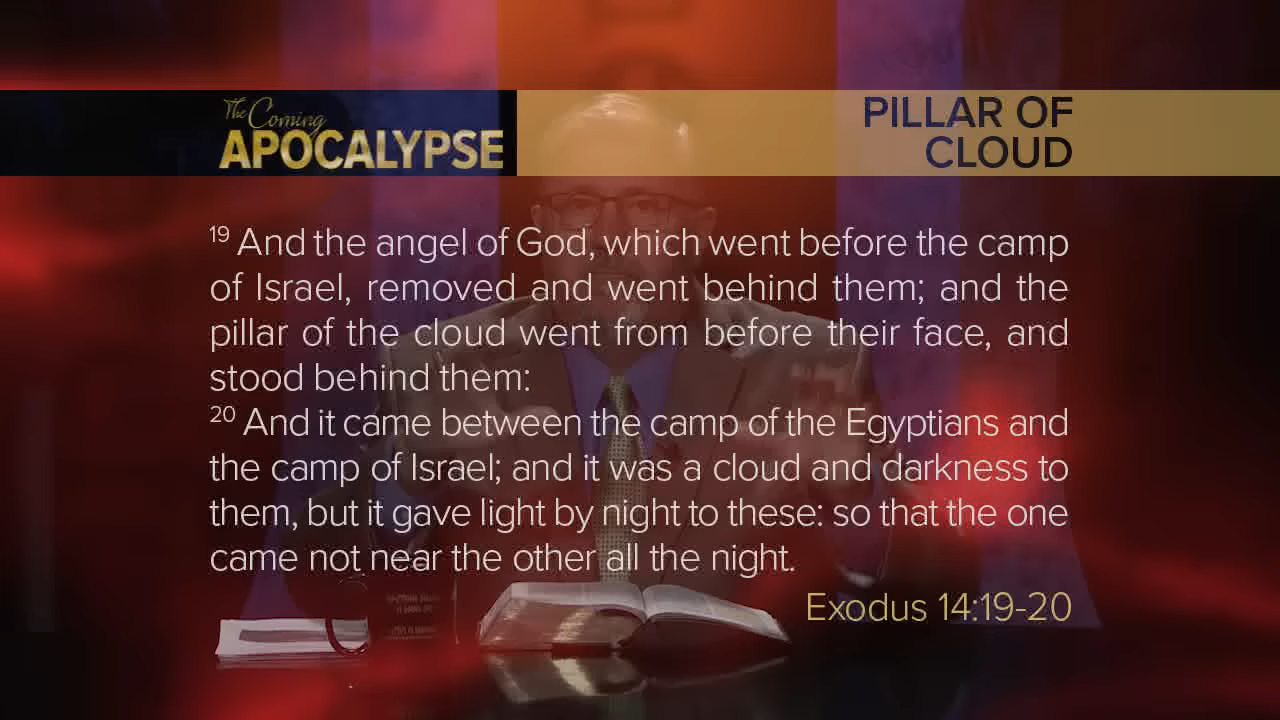 The Coming
APOCALYPSE
PILLAR OF
CLOUD
19 And the angel of God, which went before the camp
of Israel, removed and went behind them; and the
pillar of the cloud went from before their face, and
stood behind them:
20 And it came between the camp of the Egyptians and
the camp of Israel; and it was a cloud and darkness to
them, but it gave light by night to these: so that the one
came not near the other all the night.
Exodus 14:19-20